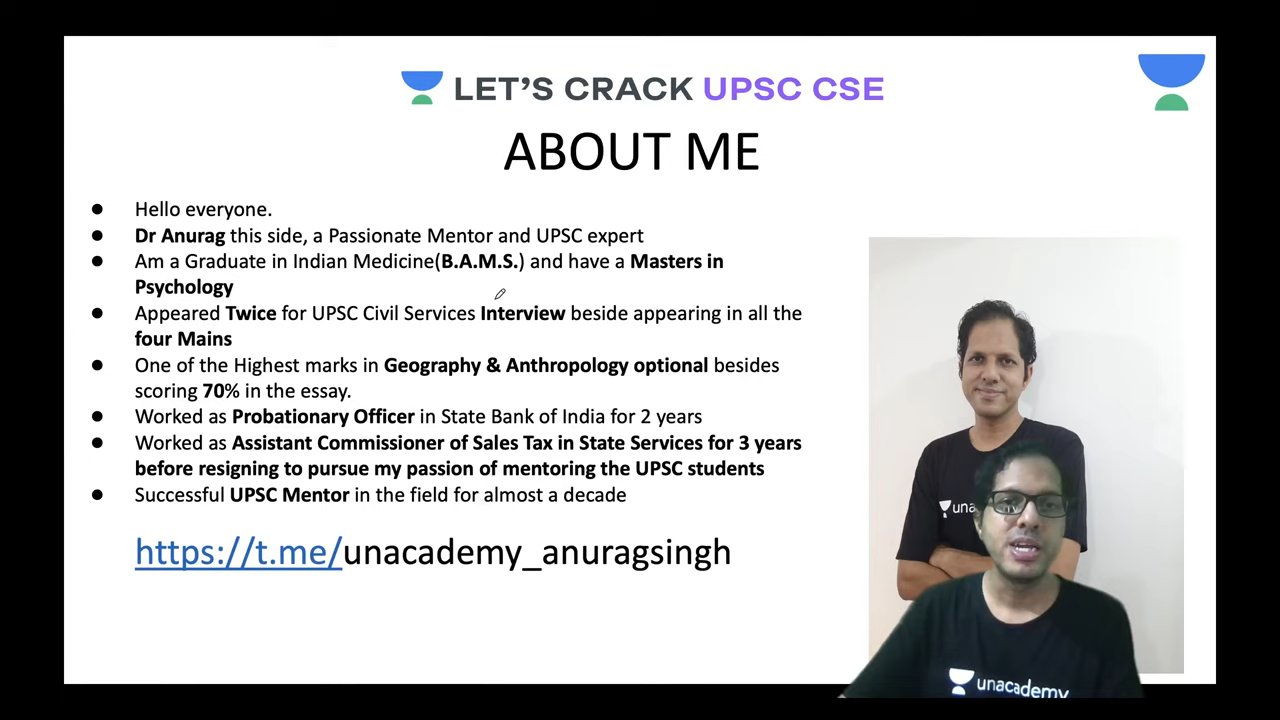 LET'S CRACK UPSC CSE
ABOUT ME
● Hello everyone.
● Dr Anurag this side, a Passionate Mentor and UPSC expert
● Am a Graduate in Indian Medicine(B.A.M.S.) and have a Masters in
Psychology
● Appeared Twice for UPSC Civil Services Interview beside appearing in all the
four Mains
● One of the Highest marks in Geography & Anthropology optional besides
scoring 70% in the essay.
● Worked as Probationary Officer in State Bank of India for 2 years
● Worked as Assistant Commissioner of Sales Tax in State Services for 3 years
before resigning to pursue my passion of mentoring the UPSC students
● Successful UPSC Mentor in the field for almost a decade
https://t.me/unacademy_anuragsingh
una my
unacademy